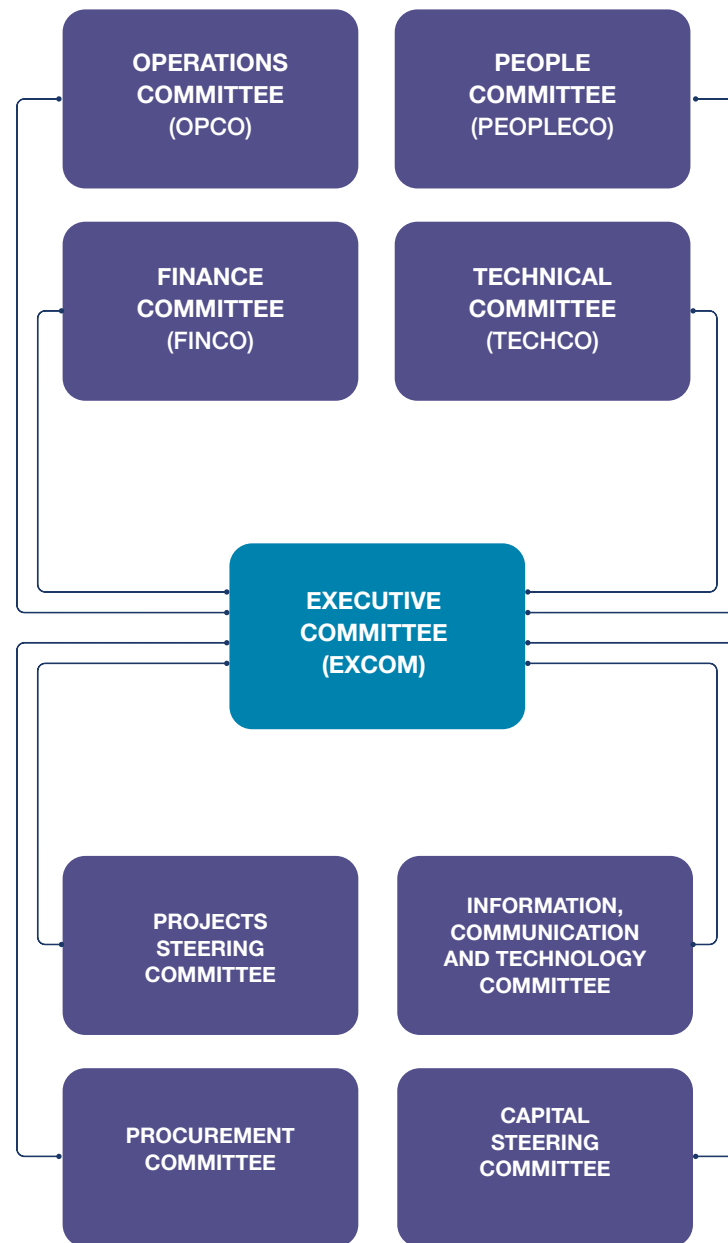 OPERATIONS
COMMITTEE
(OPCO)
PEOPLE
COMMITTEE
(PEOPLECO)
FINANCE
COMMITTEE
(FINCO)
TECHNICAL
COMMITTEE
(TECHCO)
EXECUTIVE
COMMITTEE
(EXCOM)
PROJECTS
STEERING
COMMITTEE
INFORMATION,
COMMUNICATION
AND TECHNOLOGY
COMMITTEE
PROCUREMENT
COMMITTEE
CAPITAL
STEERING
COMMITTEE